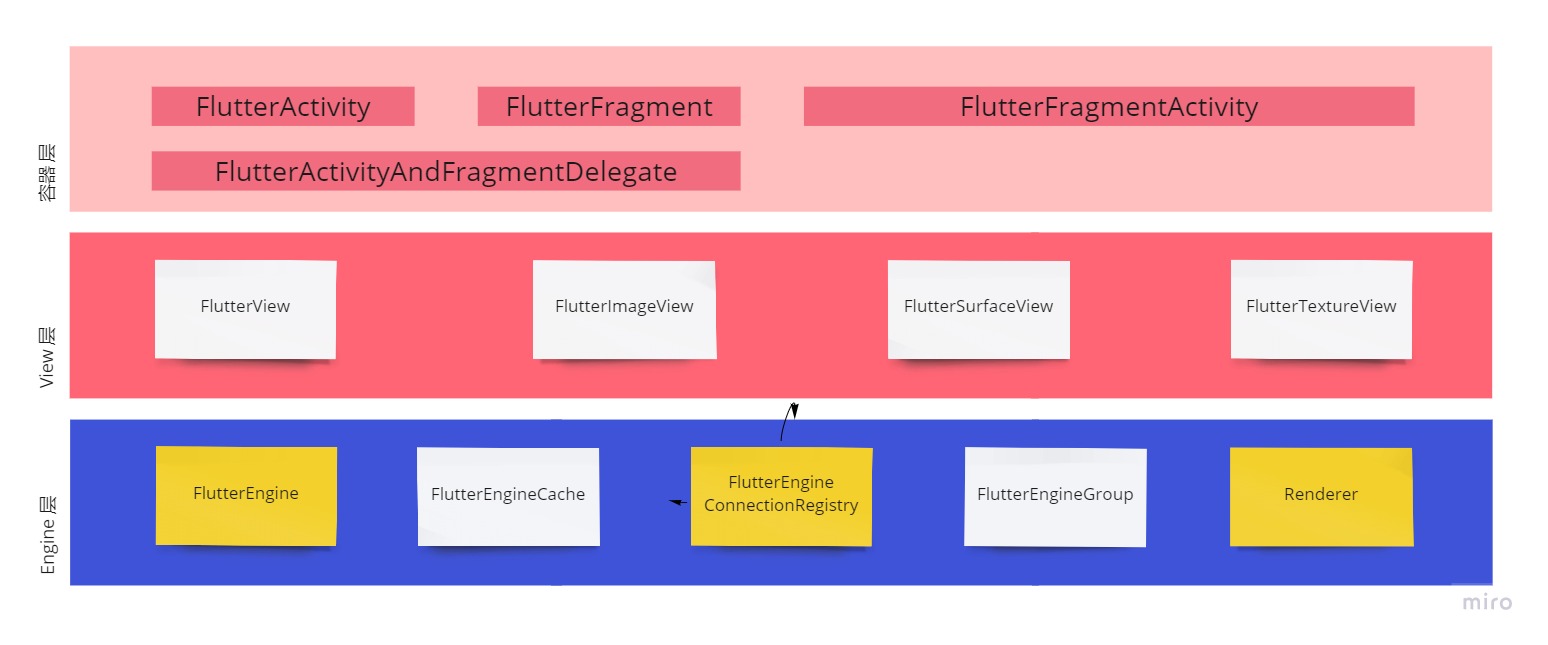 容器层
FlutterActivity
FlutterFragment
FlutterFragmentActivity
FlutterActivityAndFragmentDelegate
View 层
FlutterView
FlutterImageView
FlutterSurfaceView
FlutterTextureView
Engine 层
FlutterEngine
FlutterEngineCache
FlutterEngine
ConnectionRegistry
FlutterEngineGroup
Renderer
miro